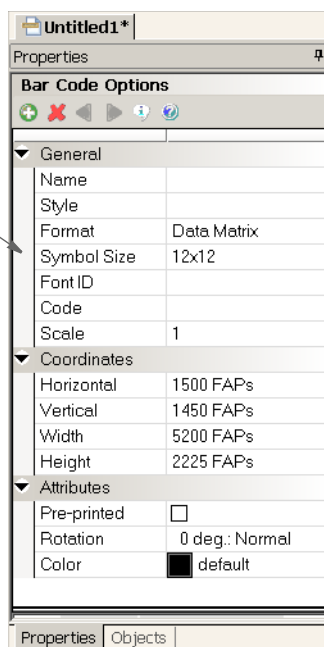 Untitled1*
Properties
Bar Code Options
General
Name
Style
Format Data Matrix
Symbol Size 12x12
Font ID
Code
Scale 1
Coordinates
Horizontal 1500 FAPs
Vertical 1450 FAPs
Width 5200 FAPs
Height 2225 FAPs
Attributes
Pre-printed
Rotation 0 deg.: Normal
Color default
Properties Objects